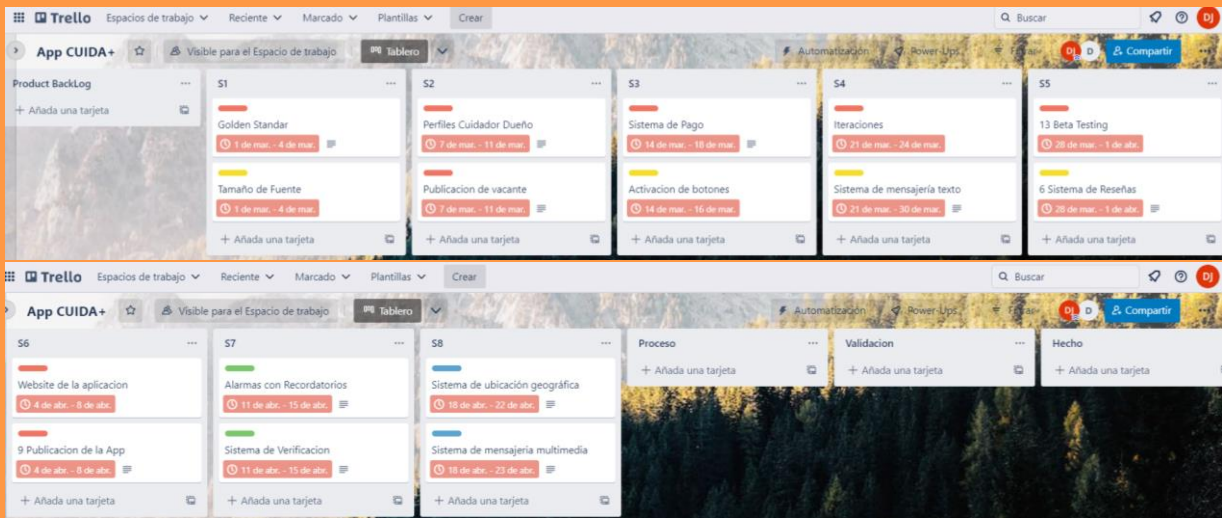 Trello Espacios de trabajo Reciente Marcado Plantillas Crear Buscar DJ
App CUIDA+ Visible para el Espacio de trabajo Tablero Automatización Power-Ups DJ D Compartir
Product BackLog
+ Añada una tarjeta
S1
Golden Standar
1 de mar. - 4 de mar.
Tamaño de Fuente
1 de mar. - 4 de mar.
+ Añada una tarjeta
S2
Perfiles Cuidador Dueño
7 de mar. - 11 de mar.
Publicacion de vacante
7 de mar. - 11 de mar.
+ Añada una tarjeta
S3
Sistema de Pago
14 de mar. - 18 de mar.
Activacion de botones
14 de mar. - 16 de mar.
+ Añada una tarjeta
S4
Iteraciones
21 de mar. - 24 de mar.
Sistema de mensajería texto
21 de mar. - 30 de mar.
+ Añada una tarjeta
S5
13 Beta Testing
28 de mar. - 1 de abr.
6 Sistema de Reseñas
28 de mar. - 1 de abr.
+ Añada una tarjeta
Trello Espacios de trabajo Reciente Marcado Plantillas Crear Buscar DJ
App CUIDA+ Visible para el Espacio de trabajo Tablero Automatización Power-Ups DJ D Compartir
S6
Website de la aplicacion
4 de abr. - 8 de abr.
9 Publicacion de la App
4 de abr. - 8 de abr.
+ Añada una tarjeta
S7
Alarmas con Recordatorios
11 de abr. - 15 de abr.
Sistema de Verificacion
11 de abr. - 15 de abr.
+ Añada una tarjeta
S8
Sistema de ubicación geográfica
18 de abr. - 22 de abr.
Sistema de mensajeria multimedia
18 de abr. - 23 de abr.
+ Añada una tarjeta
Proceso
+ Añada una tarjeta
Validacion
+ Añada una tarjeta
Hecho
+ Añada una tarjeta